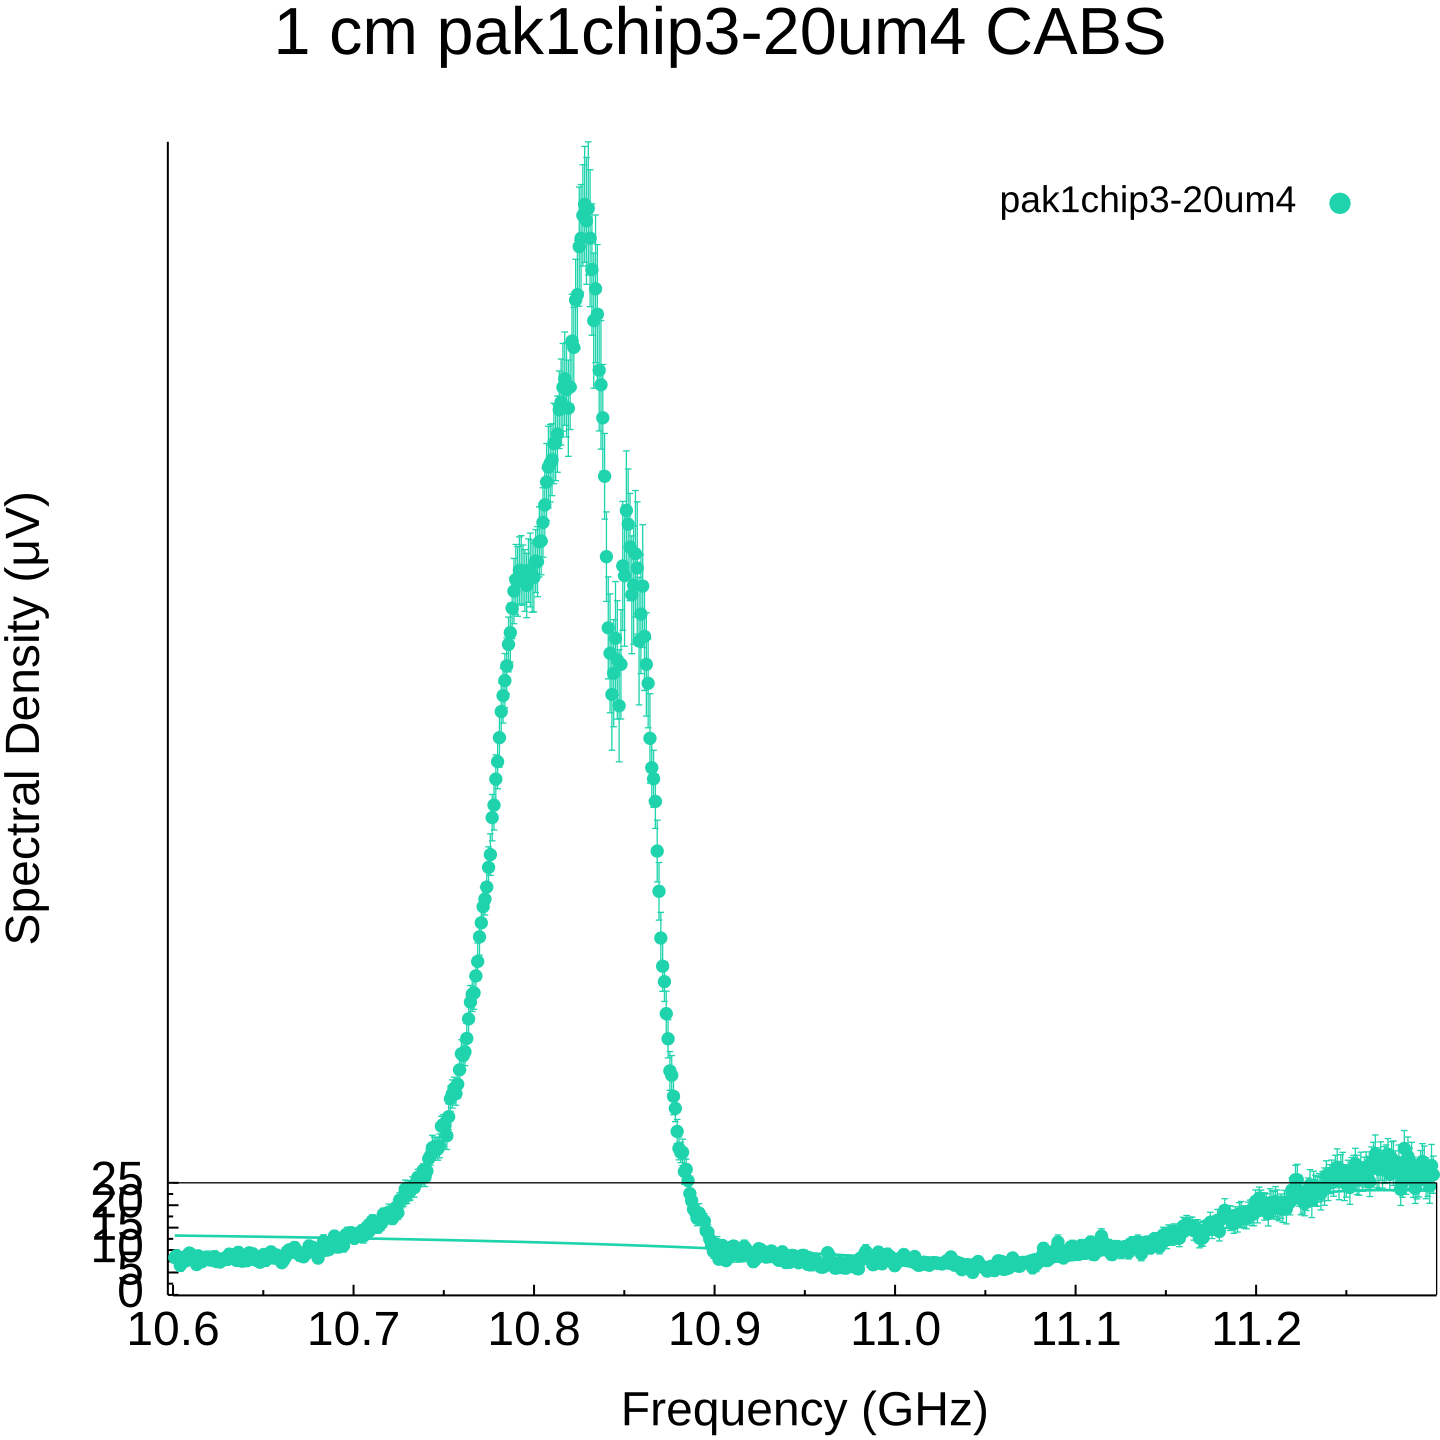 1 cm pak1chip3-20um4 CABS
pak1chip3-20um4
Spectral Density (μV)
25
20
15
10
5
0
10.6 10.7 10.8 10.9 11.0 11.1 11.2
Frequency (GHz)